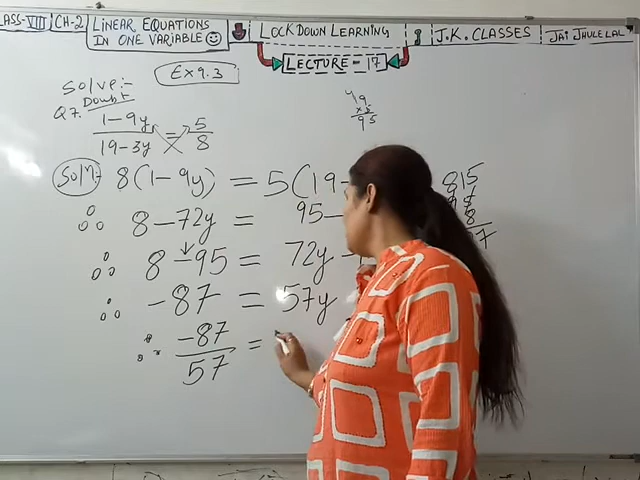 LASS-VIII CH-2 LINEAR EQUATIONS IN ONE VARIABLE LOCKDOWN LEARNING J.K. CLASSES JAI JHULELAL
LECTURE - 17
Solve:- Ex 9.3
Doubt
Q7. (1-9y)/(19-3y) = 5/8
19
x5
95
Solⁿ: 8(1-9y) = 5(19-
∴ 8-72y = 95-
∴ 8-95 = 72y -
∴ -87 = 57y
∴ -87/57 =